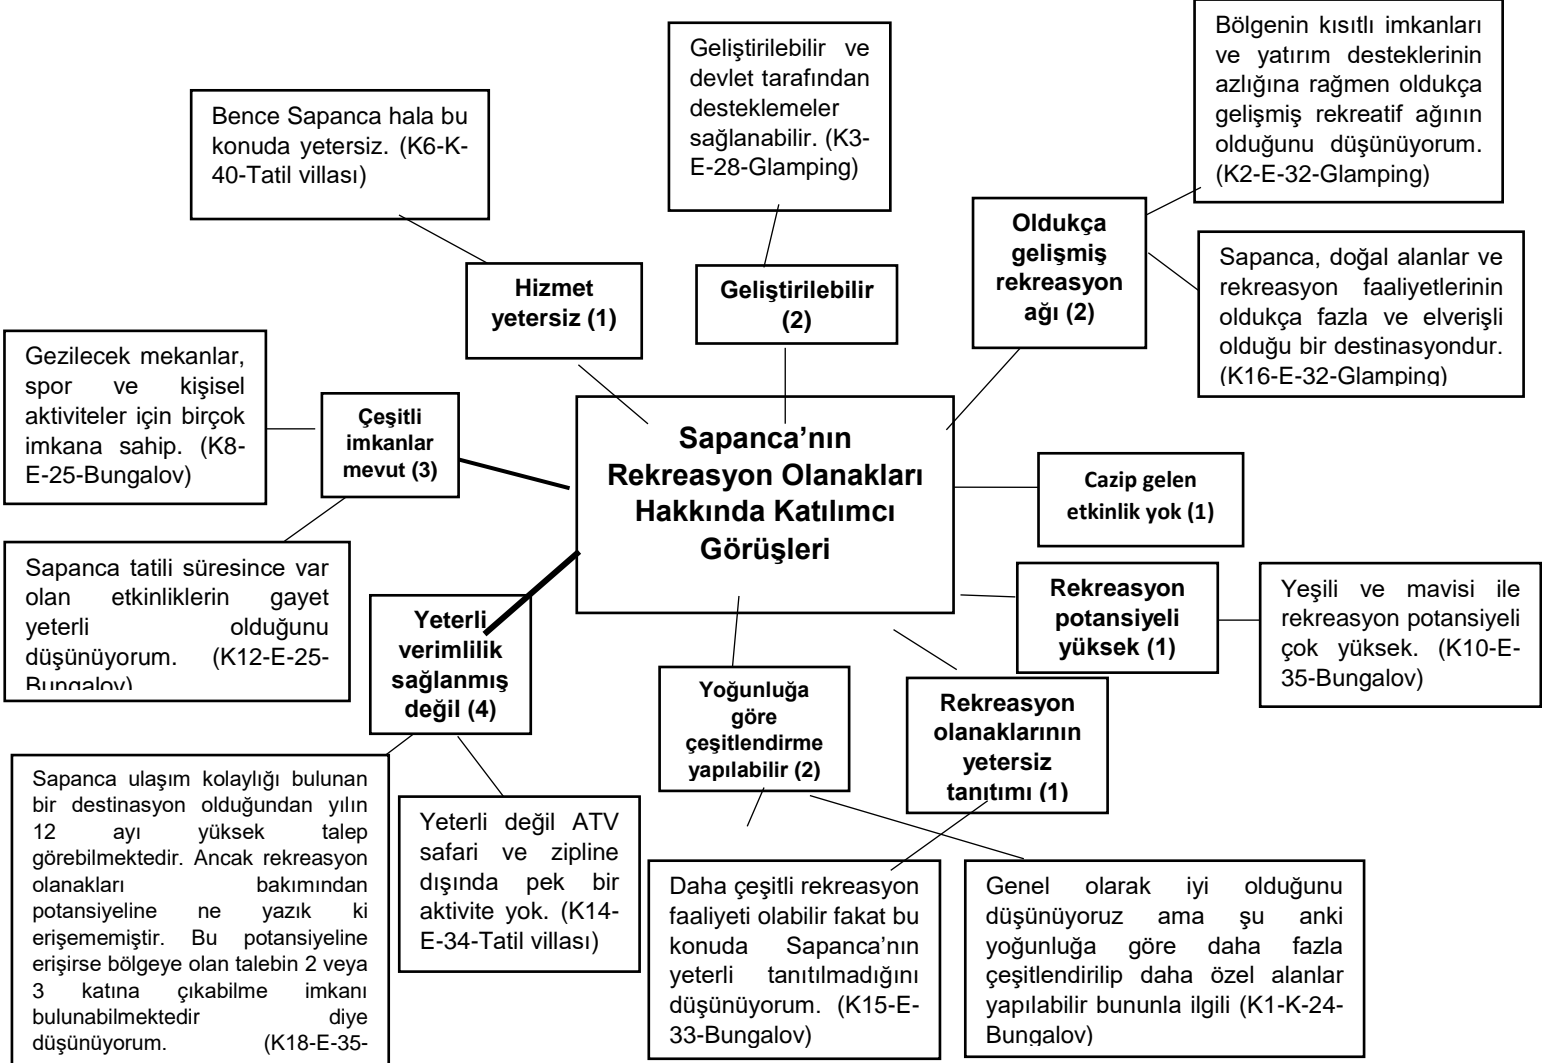 Bölgenin kısıtlı imkanları
ve yatırım desteklerinin
azlığına rağmen oldukça
gelişmiş rekreatif ağının
olduğunu düşünüyorum.
(K2-E-32-Glamping)
Geliştirilebilir ve
devlet tarafından
desteklemeler
sağlanabilir. (K3-
E-28-Glamping)
Bence Sapanca hala bu
konuda yetersiz. (K6-K-
40-Tatil villası)
Oldukça
gelişmiş
rekreasyon
ağı (2)
Sapanca, doğal alanlar ve
rekreasyon faaliyetlerinin
oldukça fazla ve elverişli
olduğu bir destinasyondur.
(K16-E-32-Glamping)
Hizmet
yetersiz (1)
Geliştirilebilir
(2)
Gezilecek mekanlar,
spor ve kişisel
aktiviteler için birçok
imkana sahip. (K8-
E-25-Bungalov)
Çeşitli
imkanlar
mevut (3)
Sapanca’nın
Rekreasyon Olanakları
Hakkında Katılımcı
Görüşleri
Cazip gelen
etkinlik yok (1)
Sapanca tatili süresince var
olan etkinliklerin gayet
yeterli olduğunu
düşünüyorum. (K12-E-25-
Bungalov)
Yeterli
verimlilik
sağlanmış
değil (4)
Rekreasyon
potansiyeli
yüksek (1)
Yeşili ve mavisi ile
rekreasyon potansiyeli
çok yüksek. (K10-E-
35-Bungalov)
Yoğunluğa
göre
çeşitlendirme
yapılabilir (2)
Rekreasyon
olanaklarının
yetersiz
tanıtımı (1)
Sapanca ulaşım kolaylığı bulunan
bir destinasyon olduğundan yılın
12 ayı yüksek talep
görebilmektedir. Ancak rekreasyon
olanakları bakımından
potansiyeline ne yazık ki
erişememiştir. Bu potansiyeline
erişirse bölgeye olan talebin 2 veya
3 katına çıkabilme imkanı
bulunabilmektedir diye
düşünüyorum. (K18-E-35-
Yeterli değil ATV
safari ve zipline
dışında pek bir
aktivite yok. (K14-
E-34-Tatil villası)
Daha çeşitli rekreasyon
faaliyeti olabilir fakat bu
konuda Sapanca’nın
yeterli tanıtılmadığını
düşünüyorum. (K15-E-
33-Bungalov)
Genel olarak iyi olduğunu
düşünüyoruz ama şu anki
yoğunluğa göre daha fazla
çeşitlendirilip daha özel alanlar
yapılabilir bununla ilgili (K1-K-24-
Bungalov)